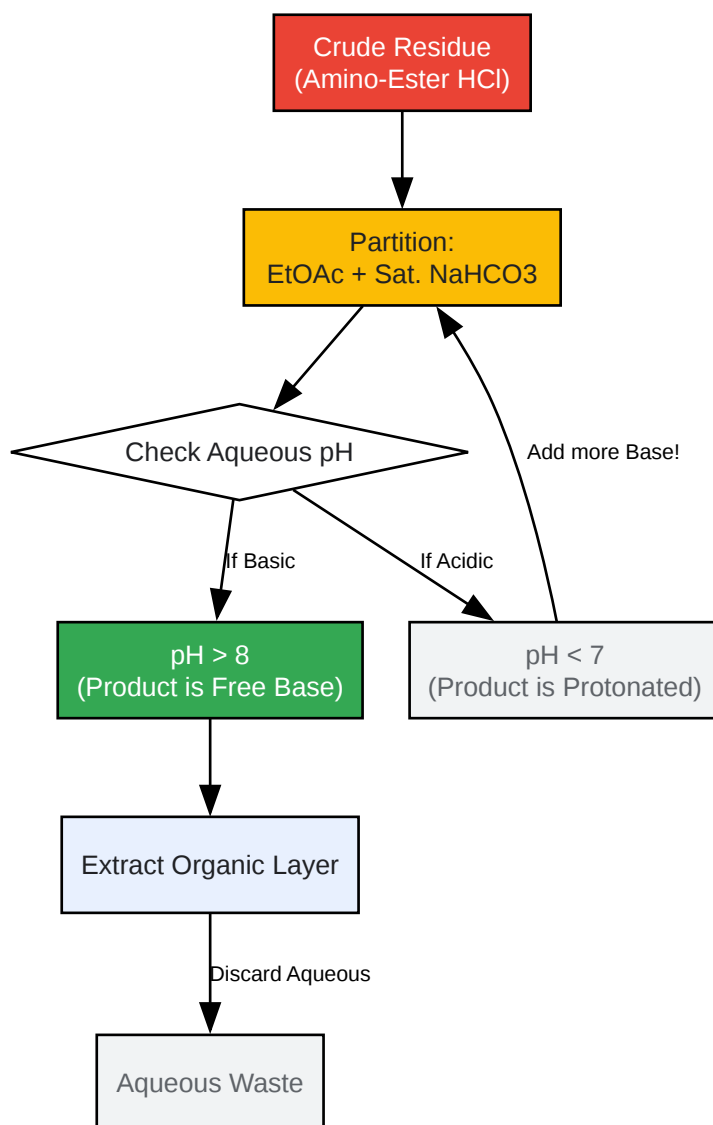 Crude Residue
(Amino-Ester HCl)
Partition:
EtOAc + Sat. NaHCO3
Check Aqueous pH
Add more Base!
If Basic
If Acidic
pH > 8
(Product is Free Base)
pH < 7
(Product is Protonated)
Extract Organic Layer
Discard Aqueous
Aqueous Waste